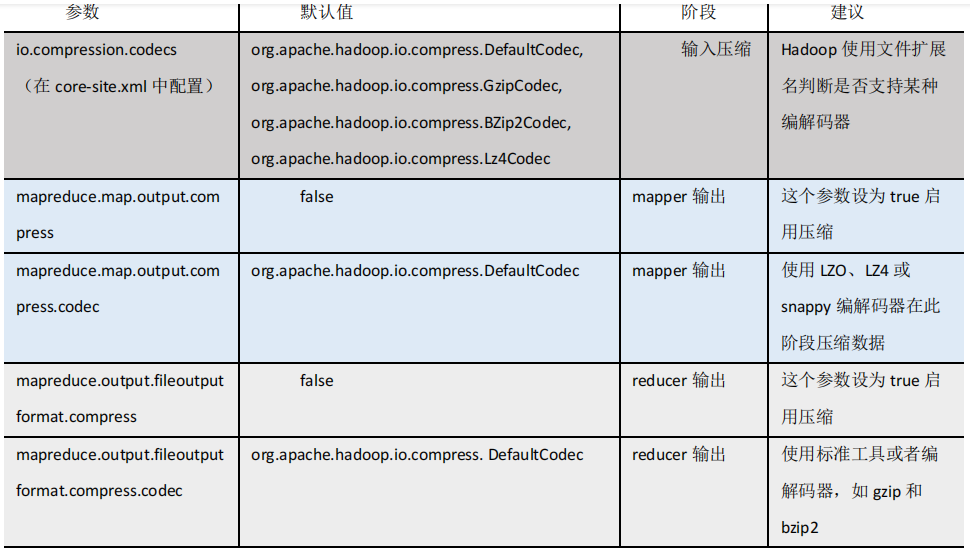 参数 默认值 阶段 建议
io.compression.codecs
（在 core-site.xml 中配置）
org.apache.hadoop.io.compress.DefaultCodec,
org.apache.hadoop.io.compress.GzipCodec,
org.apache.hadoop.io.compress.BZip2Codec,
org.apache.hadoop.io.compress.Lz4Codec
输入压缩
Hadoop 使用文件扩展
名判断是否支持某种
编解码器
mapreduce.map.output.com
press
false
mapper 输出
这个参数设为 true 启
用压缩
mapreduce.map.output.com
press.codec
org.apache.hadoop.io.compress.DefaultCodec
mapper 输出
使用 LZO、LZ4 或
snappy 编解码器在此
阶段压缩数据
mapreduce.output.fileoutput
format.compress
false
reducer 输出
这个参数设为 true 启
用压缩
mapreduce.output.fileoutput
format.compress.codec
org.apache.hadoop.io.compress. DefaultCodec
reducer 输出
使用标准工具或者编
解码器，如 gzip 和
bzip2